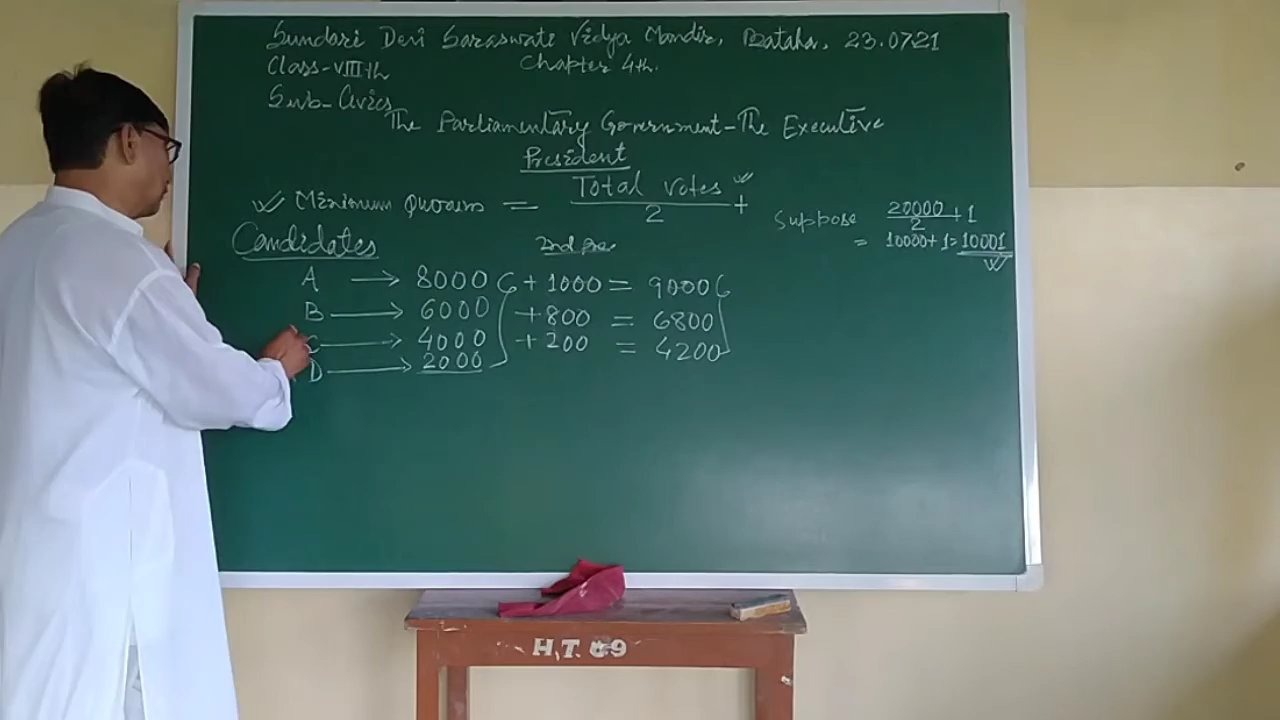 Sundari Devi Saraswati Vidya Mandir, Bataha, 23.07.21
Class-VIIIth Chapter 4th.
Sub-Civics
The Parliamentary Government-The Executive
President
Minimum Quorum = Total votes / 2 +
Suppose 20000/2 + 1
= 10000+1=10001
Candidates 2nd pre
A → 8000 + 1000 = 9000
B → 6000 + 800 = 6800
C → 4000 + 200 = 4200
D → 2000
H.T. 69